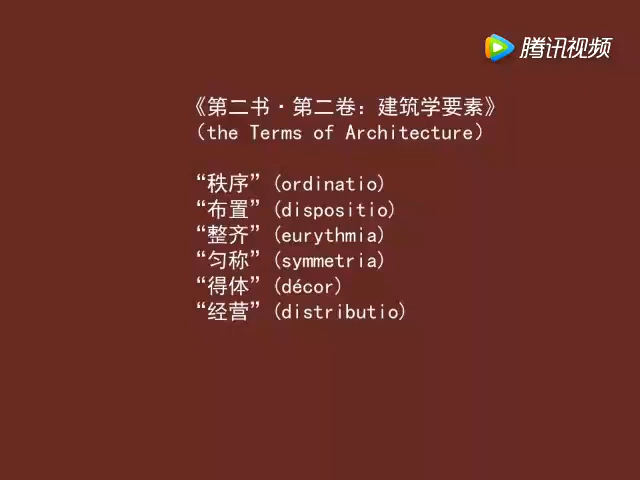 腾讯视频
《第二书·第二卷：建筑学要素》
（the Terms of Architecture）
“秩序”（ordinatio）
“布置”（dispositio）
“整齐”（eurythmia）
“匀称”（symmetria）
“得体”（décor）
“经营”（distributio）